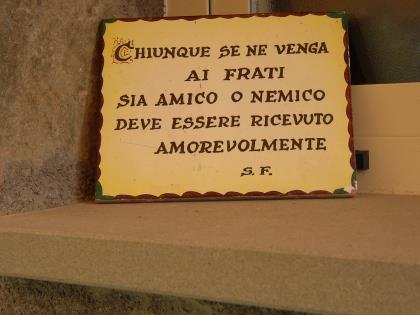 CHIUNQUE SE NE VENGA
AI FRATI
SIA AMICO O NEMICO
DEVE ESSERE RICEVUTO
AMOREVOLMENTE
S. F.